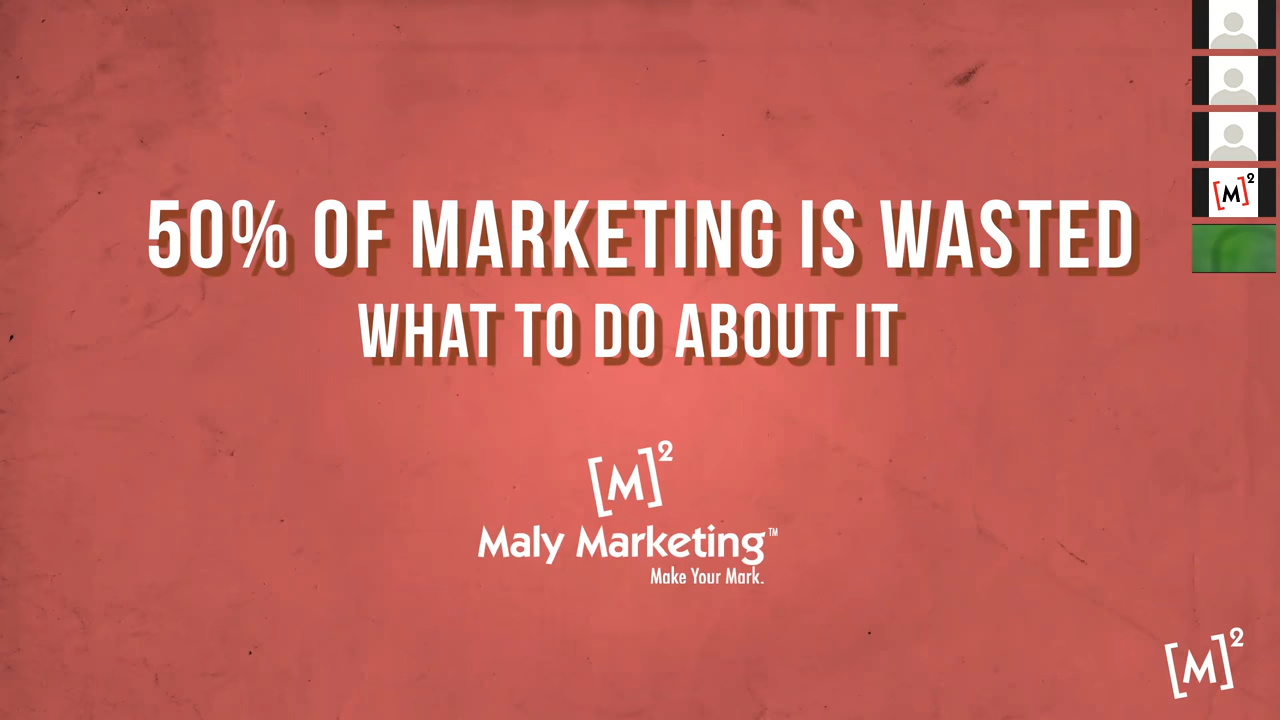 50% OF MARKETING IS WASTED
WHAT TO DO ABOUT IT
[M]²
Maly Marketing™
Make Your Mark.
[M]²
[M]²